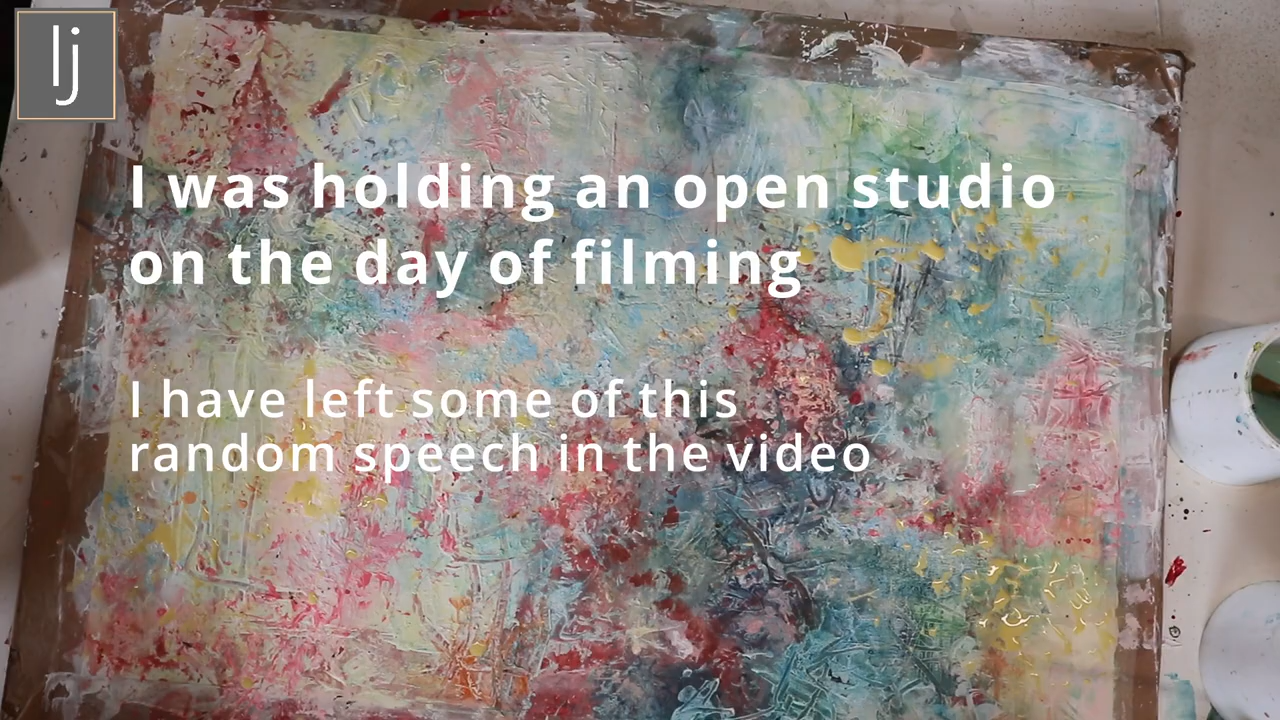 lj
I was holding an open studio
on the day of filming
I have left some of this
random speech in the video